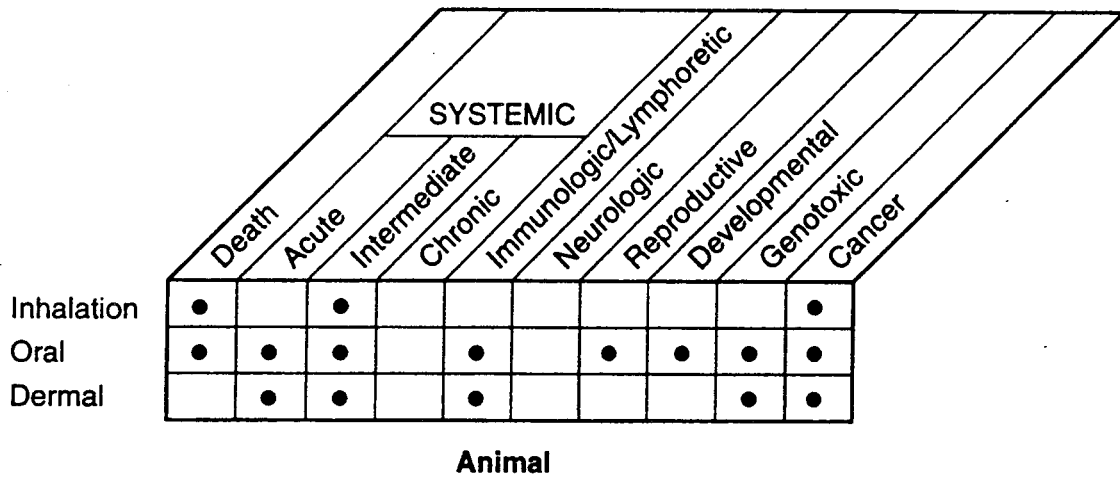 SYSTEMIC
Death
Acute
Intermediate
Chronic
Immunologic/Lymphoretic
Neurologic
Reproductive
Developmental
Genotoxic
Cancer
Inhalation
Oral
Dermal
Animal